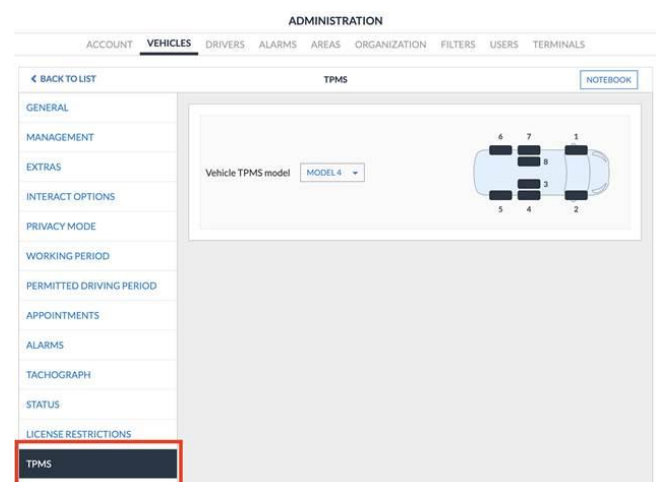 ADMINISTRATION
ACCOUNT VEHICLES DRIVERS ALARMS AREAS ORGANIZATION FILTERS USERS TERMINALS
BACK TO LIST TPMS NOTEBOOK
GENERAL
MANAGEMENT
EXTRAS
INTERACT OPTIONS
PRIVACY MODE
WORKING PERIOD
PERMITTED DRIVING PERIOD
APPOINTMENTS
ALARMS
TACHOGRAPH
STATUS
LICENSE RESTRICTIONS
TPMS
Vehicle TPMS model MODEL 4
6 7 1
8
3
5 4 2